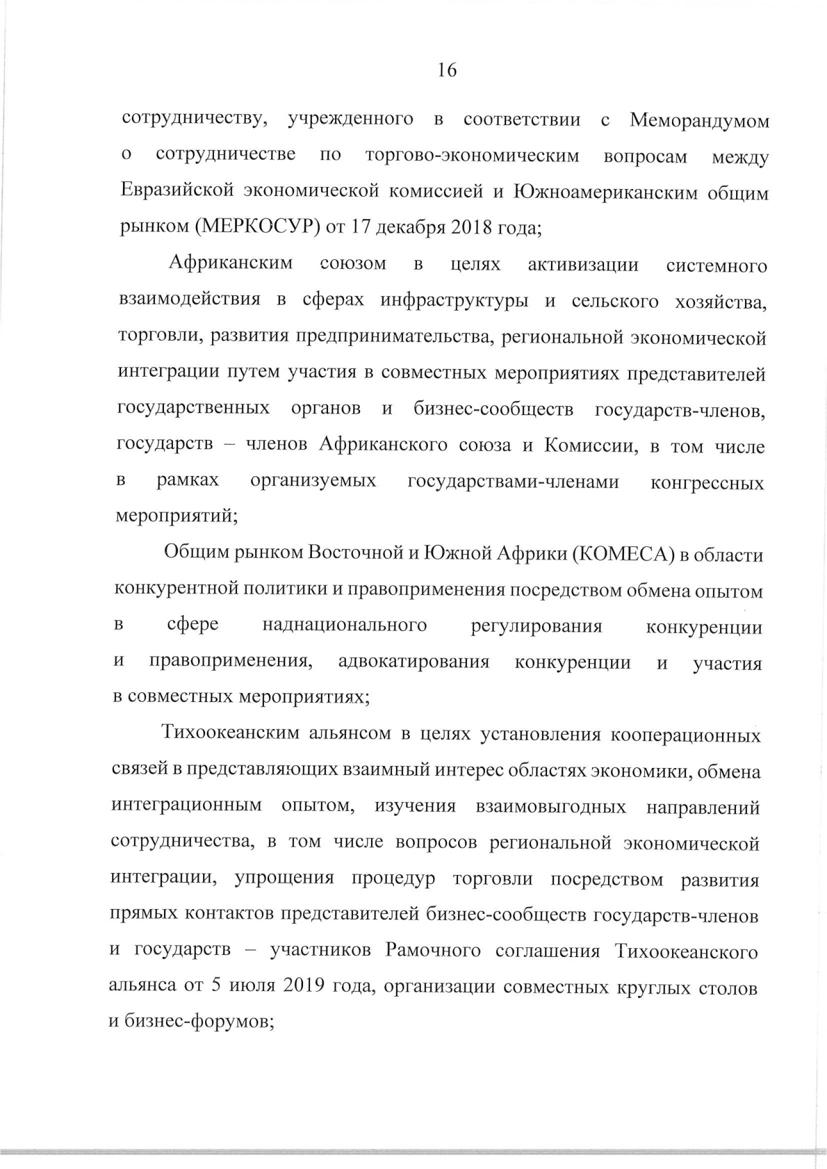 16
сотрудничеству, учрежденного в соответствии с Меморандумом
о сотрудничестве по торгово-экономическим вопросам между
Евразийской экономической комиссией и Южноамериканским общим
рынком (МЕРКОСУР) от 17 декабря 2018 года;
Африканским союзом в целях активизации системного
взаимодействия в сферах инфраструктуры и сельского хозяйства,
торговли, развития предпринимательства, региональной экономической
интеграции путем участия в совместных мероприятиях представителей
государственных органов и бизнес-сообществ государств-членов,
государств – членов Африканского союза и Комиссии, в том числе
в рамках организуемых государствами-членами конгрессных
мероприятий;
Общим рынком Восточной и Южной Африки (КОМЕСА) в области
конкурентной политики и правоприменения посредством обмена опытом
в сфере наднационального регулирования конкуренции
и правоприменения, адвокатирования конкуренции и участия
в совместных мероприятиях;
Тихоокеанским альянсом в целях установления кооперационных
связей в представляющих взаимный интерес областях экономики, обмена
интеграционным опытом, изучения взаимовыгодных направлений
сотрудничества, в том числе вопросов региональной экономической
интеграции, упрощения процедур торговли посредством развития
прямых контактов представителей бизнес-сообществ государств-членов
и государств – участников Рамочного соглашения Тихоокеанского
альянса от 5 июля 2019 года, организации совместных круглых столов
и бизнес-форумов;